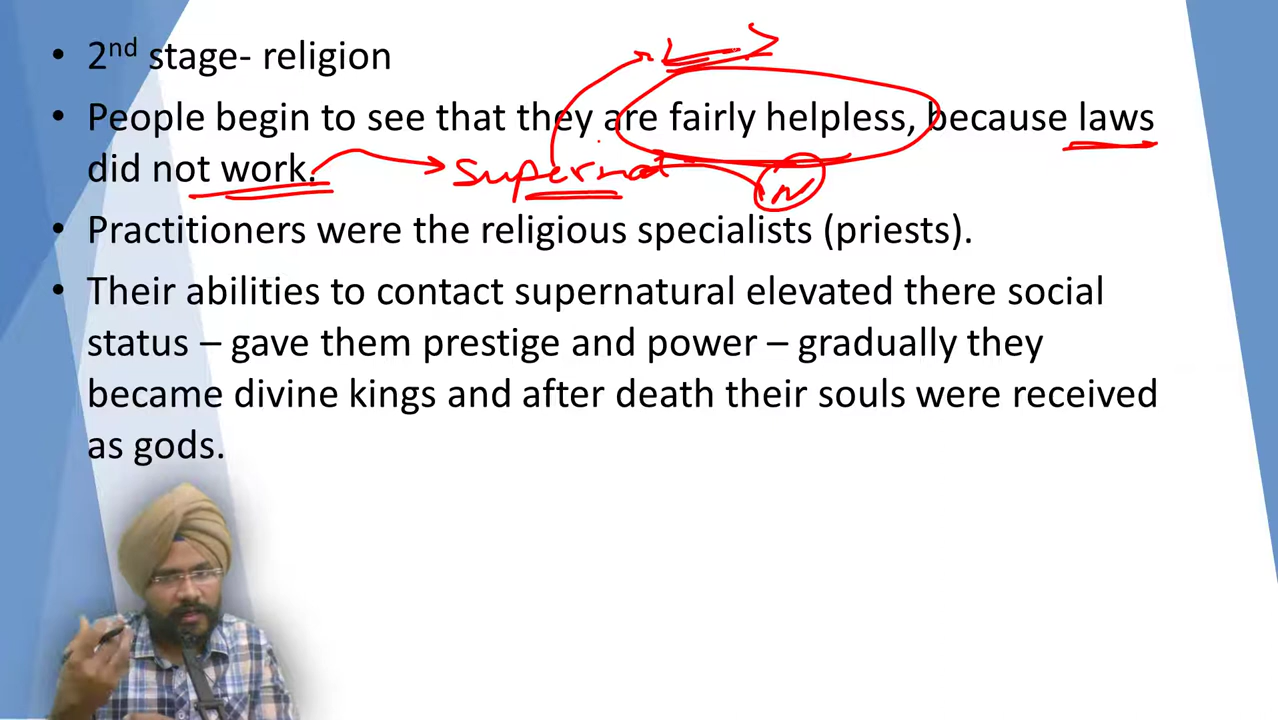 • 2nd stage- religion
• People begin to see that they are fairly helpless, because laws
did not work. Supernat
N
• Practitioners were the religious specialists (priests).
• Their abilities to contact supernatural elevated there social
status – gave them prestige and power – gradually they
became divine kings and after death their souls were received
as gods.